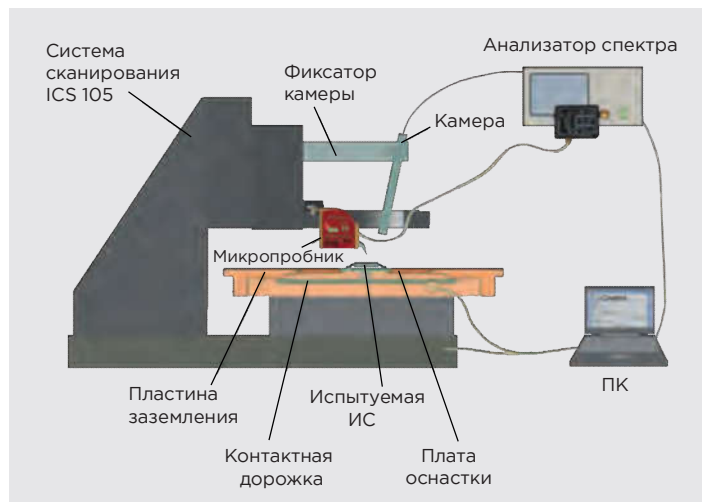 Система
сканирования
ICS 105
Фиксатор
камеры
Анализатор спектра
Камера
Микропробник
Пластина
заземления
Испытуемая
ИС
ПК
Контактная
дорожка
Плата
оснастки